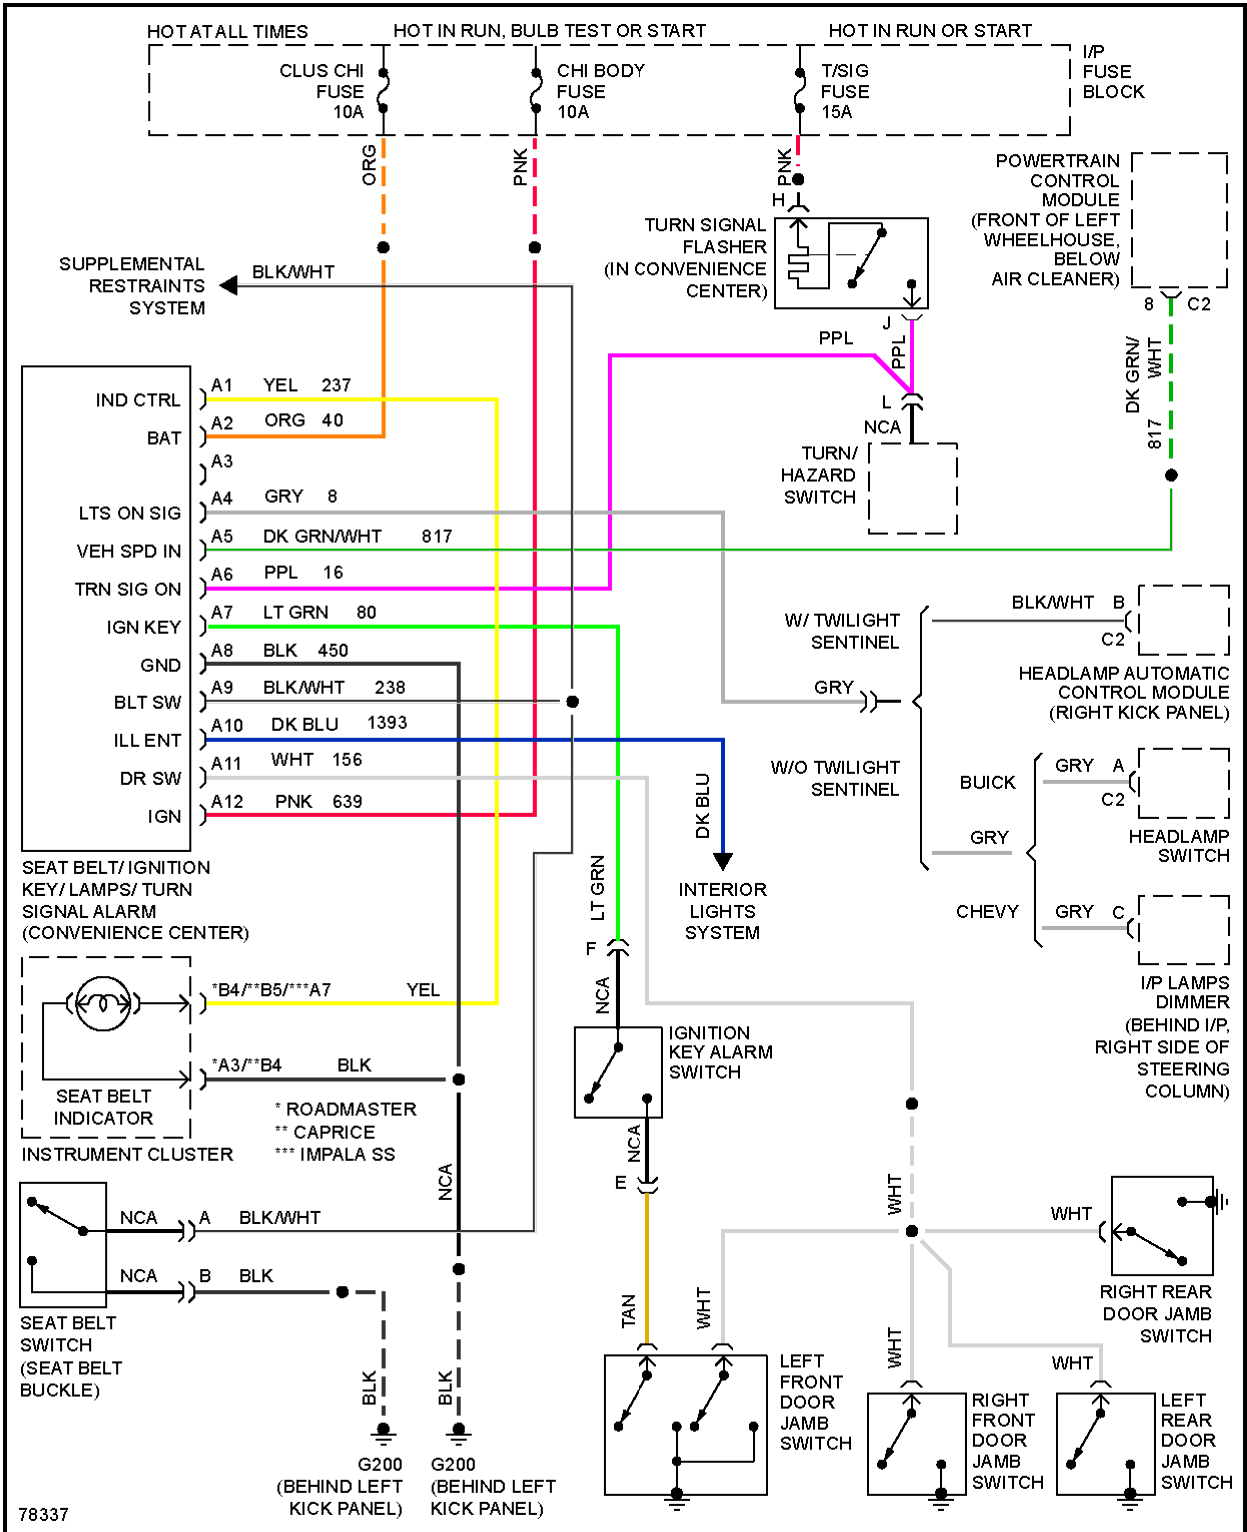 HOT AT ALL TIMES
HOT IN RUN, BULB TEST OR START
HOT IN RUN OR START
I/P
FUSE
BLOCK
CLUS CHI
FUSE
10A
CHI BODY
FUSE
10A
T/SIG
FUSE
15A
ORG
PNK
PNK
POWERTRAIN
CONTROL
MODULE
(FRONT OF LEFT
WHEELHOUSE,
BELOW
AIR CLEANER)
8 C2
DK GRN/
WHT
817
H
TURN SIGNAL
FLASHER
(IN CONVENIENCE
CENTER)
J
PPL
PPL
L
NCA
TURN/
HAZARD
SWITCH
SUPPLEMENTAL
RESTRAINTS
SYSTEM
BLK/WHT
IND CTRL A1 YEL 237
BAT A2 ORG 40
A3
LTS ON SIG A4 GRY 8
VEH SPD IN A5 DK GRN/WHT 817
TRN SIG ON A6 PPL 16
IGN KEY A7 LT GRN 80
GND A8 BLK 450
BLT SW A9 BLK/WHT 238
ILL ENT A10 DK BLU 1393
DR SW A11 WHT 156
IGN A12 PNK 639
SEAT BELT/ IGNITION
KEY/ LAMPS/ TURN
SIGNAL ALARM
(CONVENIENCE CENTER)
W/ TWILIGHT
SENTINEL
BLK/WHT B
C2
HEADLAMP AUTOMATIC
CONTROL MODULE
(RIGHT KICK PANEL)
GRY
W/O TWILIGHT
SENTINEL
BUICK
GRY A
C2
HEADLAMP
SWITCH
GRY
CHEVY
GRY C
I/P LAMPS
DIMMER
(BEHIND I/P,
RIGHT SIDE OF
STEERING
COLUMN)
DK BLU
INTERIOR
LIGHTS
SYSTEM
LT GRN
F
NCA
IGNITION
KEY ALARM
SWITCH
NCA
E
TAN
*B4/**B5/***A7 YEL
*A3/**B4 BLK
SEAT BELT
INDICATOR
INSTRUMENT CLUSTER
* ROADMASTER
** CAPRICE
*** IMPALA SS
NCA
NCA A BLK/WHT
NCA B BLK
SEAT BELT
SWITCH
(SEAT BELT
BUCKLE)
BLK
BLK
G200
(BEHIND LEFT
KICK PANEL)
G200
(BEHIND LEFT
KICK PANEL)
WHT
WHT
WHT
RIGHT REAR
DOOR JAMB
SWITCH
WHT
WHT
LEFT
FRONT
DOOR
JAMB
SWITCH
RIGHT
FRONT
DOOR
JAMB
SWITCH
LEFT
REAR
DOOR
JAMB
SWITCH
78337